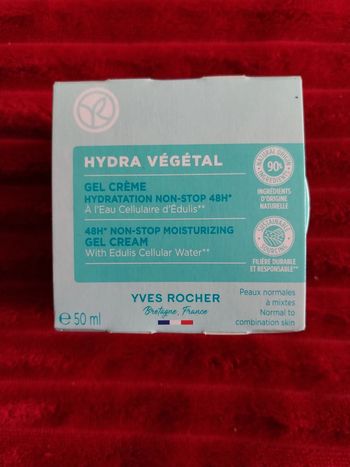 HYDRA VÉGÉTAL
GEL CRÈME
HYDRATATION NON-STOP 48H*
À l'Eau Cellulaire d'Édulis**
48H* NON-STOP MOISTURIZING
GEL CREAM
With Edulis Cellular Water**
90%
INGRÉDIENTS
D'ORIGINE
NATURELLE
FILIÈRE DURABLE
ET RESPONSABLE**
YVES ROCHER
Bretagne, France
Peaux normales
à mixtes
Normal to
combination skin
℮ 50 ml